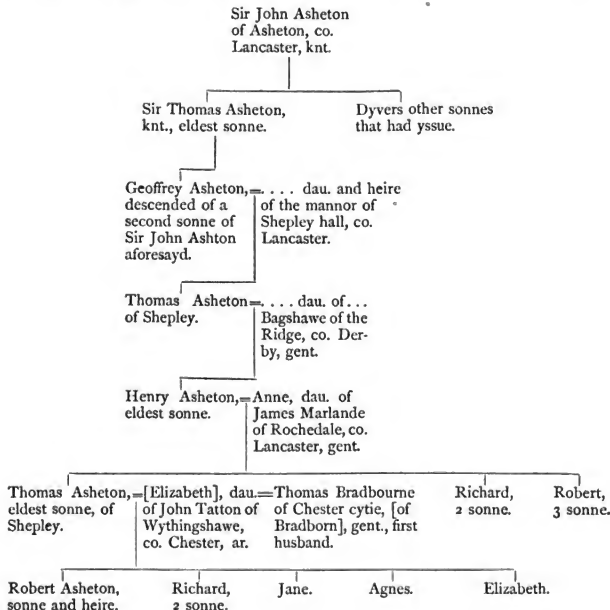 Sir John Asheton
of Asheton, co.
Lancaster, knt.
Sir Thomas Asheton,
knt., eldest sonne.
Dyvers other sonnes
that had yssue.
Geoffrey Asheton,=
descended of a
second sonne of
Sir John Ashton
aforesayd.
. . . . dau. and heire
of the mannor of
Shepley hall, co.
Lancaster.
Thomas Asheton=
of Shepley.
. . . . dau. of . . .
Bagshawe of the
Ridge, co. Der-
by, gent.
Henry Asheton,=
eldest sonne.
Anne, dau. of
James Marlande
of Rochedale, co.
Lancaster, gent.
Thomas Asheton,=
eldest sonne, of
Shepley.
[Elizabeth], dau.=
of John Tatton of
Wythingshawe,
co. Chester, ar.
Thomas Bradbourne
of Chester cytie, [of
Bradborn], gent., first
husband.
Richard,
2 sonne.
Robert,
3 sonne.
Robert Asheton,
sonne and heire.
Richard,
2 sonne.
Jane.
Agnes.
Elizabeth.